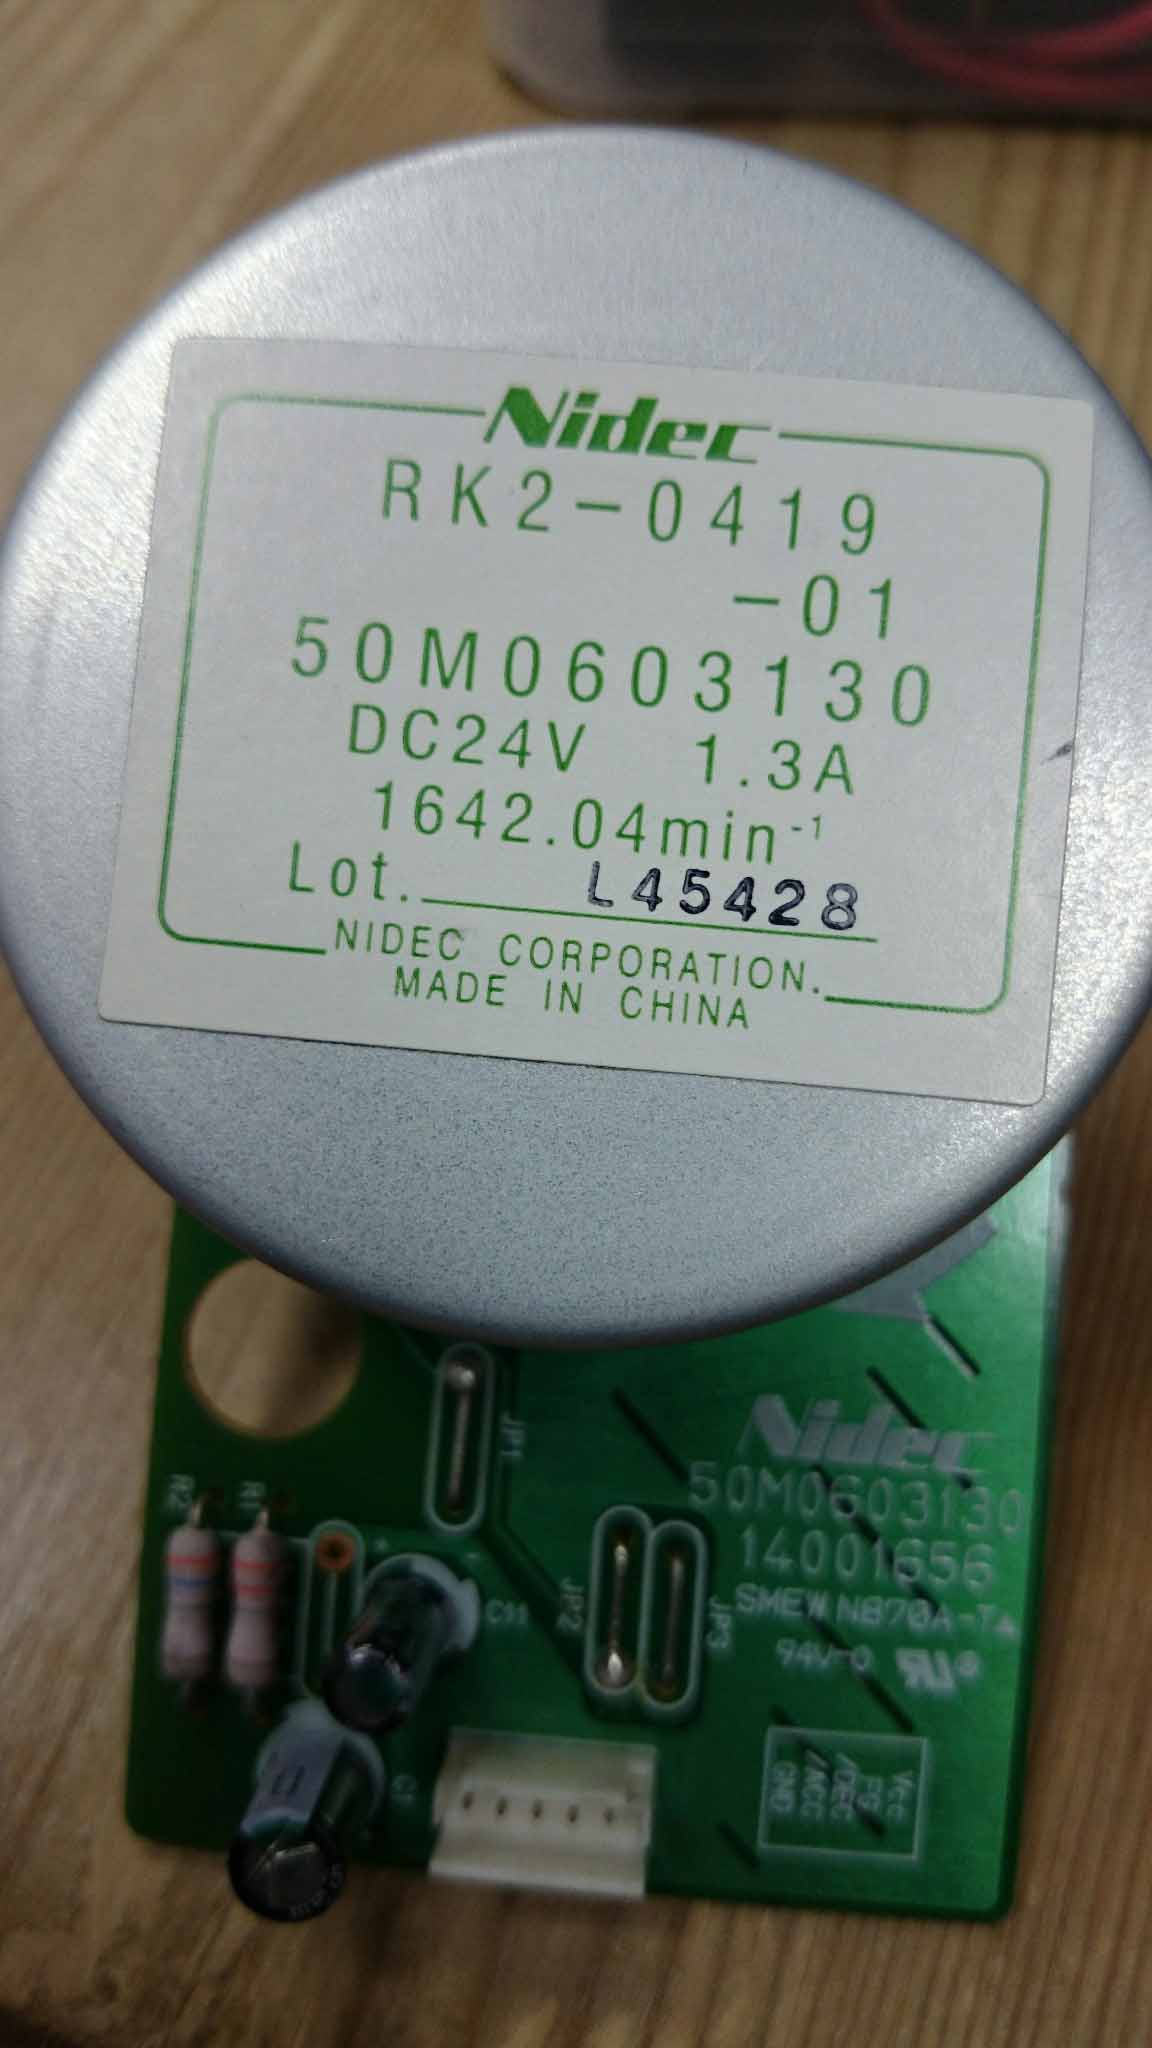 Nidec
RK2-0419
-01
50M0603130
DC24V 1.3A
1642.04min⁻¹
Lot. L45428
NIDEC CORPORATION.
MADE IN CHINA
JP1
R2
R1
Nidec
50M0603130
14001656
SMEW N870A-T
94V-0
C11
JP2
JP3
C1
Vcc
FG
/DEC
/ACC
GND